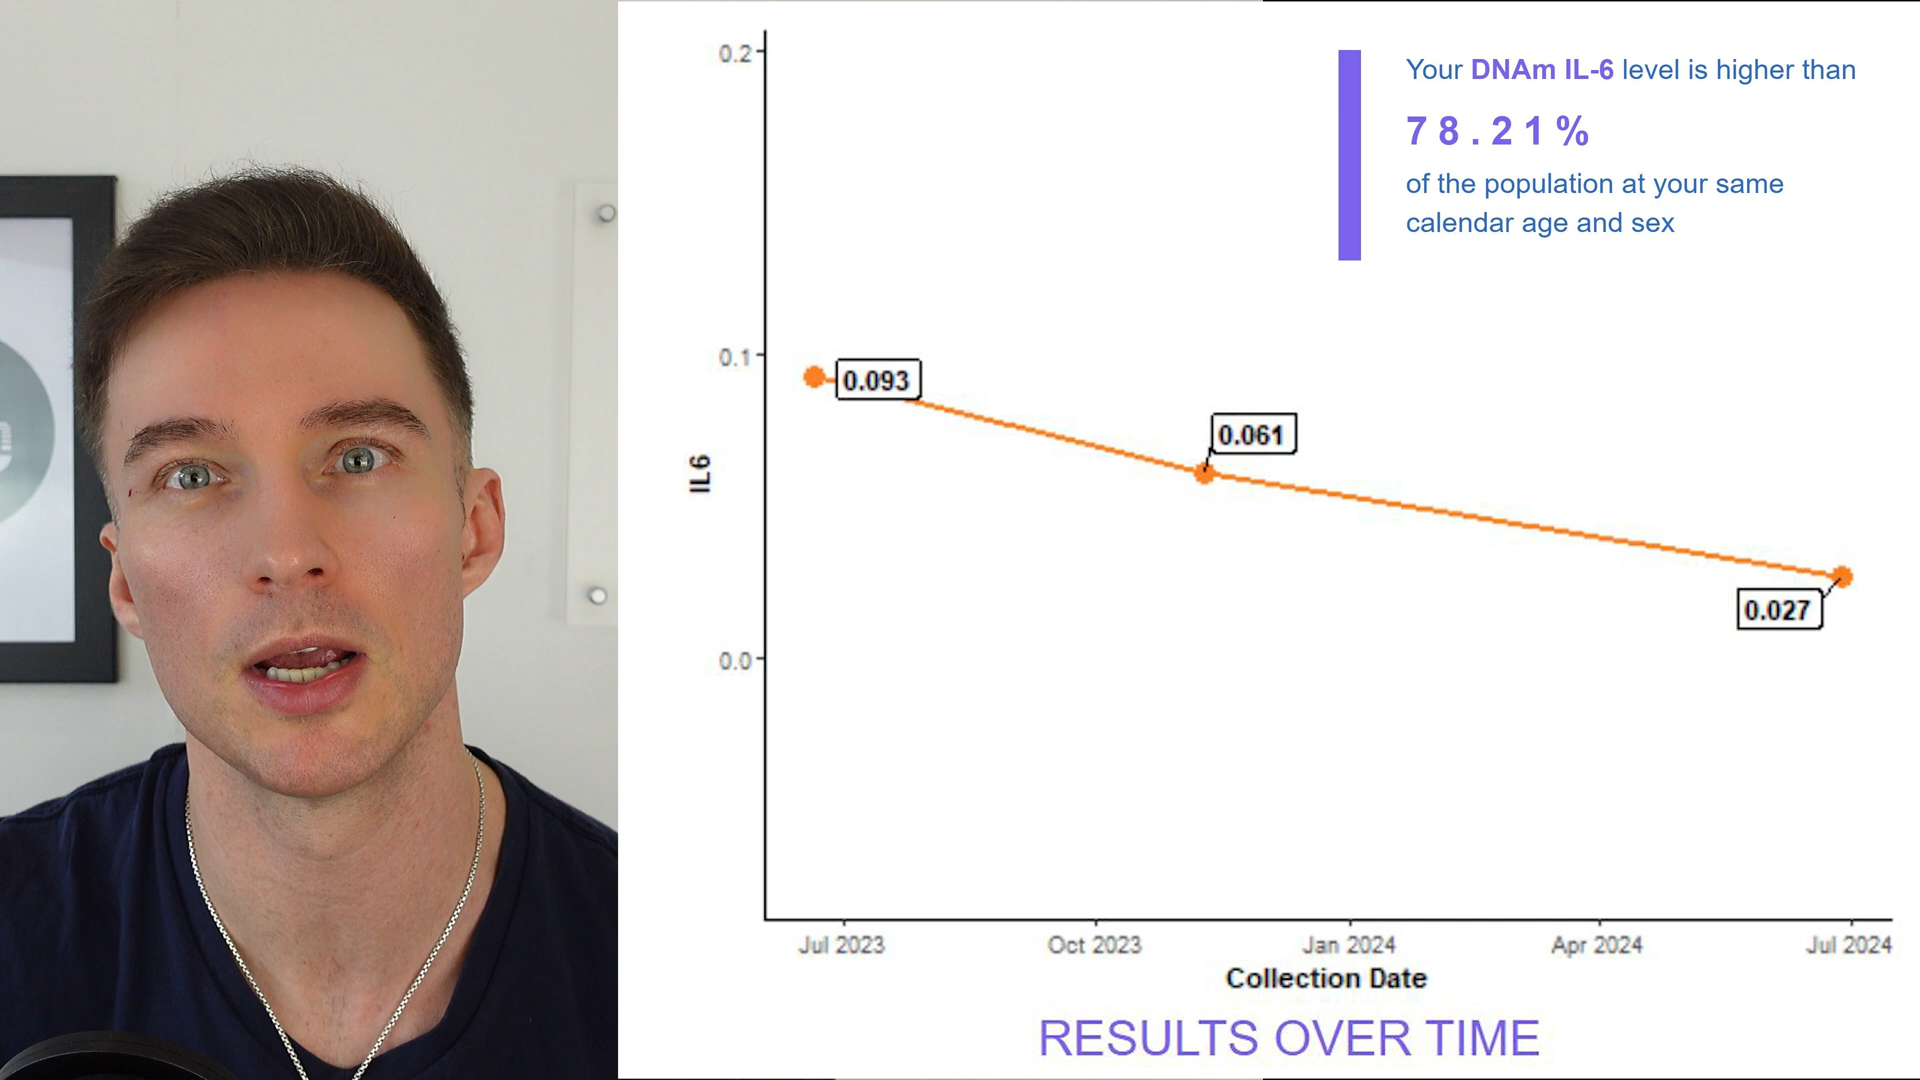 0.2
Your DNAm IL-6 level is higher than
78.21%
of the population at your same
calendar age and sex
0.1
0.093
0.061
IL6
0.027
0.0
Jul 2023
Oct 2023
Jan 2024
Apr 2024
Jul 2024
Collection Date
RESULTS OVER TIME